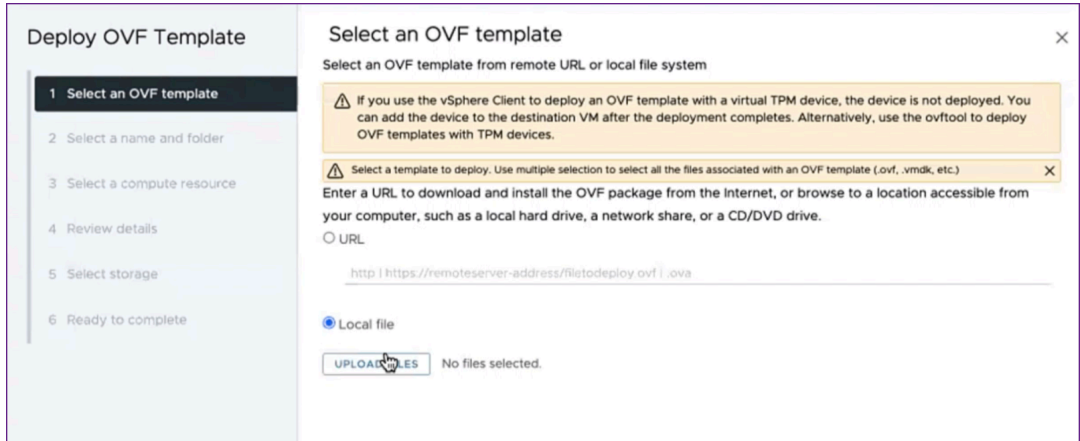 Deploy OVF Template
1 Select an OVF template
2 Select a name and folder
3 Select a compute resource
4 Review details
5 Select storage
6 Ready to complete
Select an OVF template
Select an OVF template from remote URL or local file system
If you use the vSphere Client to deploy an OVF template with a virtual TPM device, the device is not deployed. You
can add the device to the destination VM after the deployment completes. Alternatively, use the ovftool to deploy
OVF templates with TPM devices.
Select a template to deploy. Use multiple selection to select all the files associated with an OVF template (.ovf, .vmdk, etc.)
Enter a URL to download and install the OVF package from the Internet, or browse to a location accessible from
your computer, such as a local hard drive, a network share, or a CD/DVD drive.
URL
http | https://remoteserver-address/filetodeploy.ovf | .ova
Local file
UPLOAD FILES
No files selected.